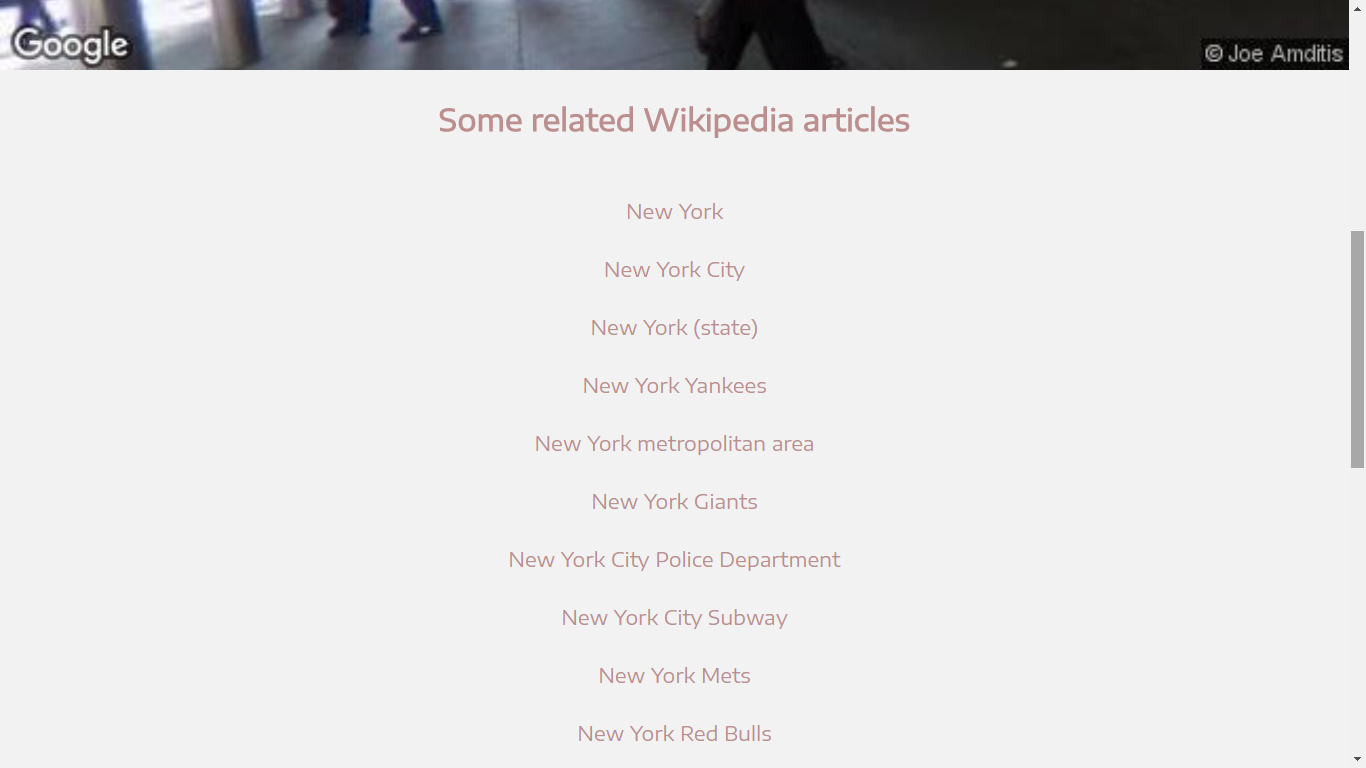 Google
© Joe Amditis
Some related Wikipedia articles
New York
New York City
New York (state)
New York Yankees
New York metropolitan area
New York Giants
New York City Police Department
New York City Subway
New York Mets
New York Red Bulls